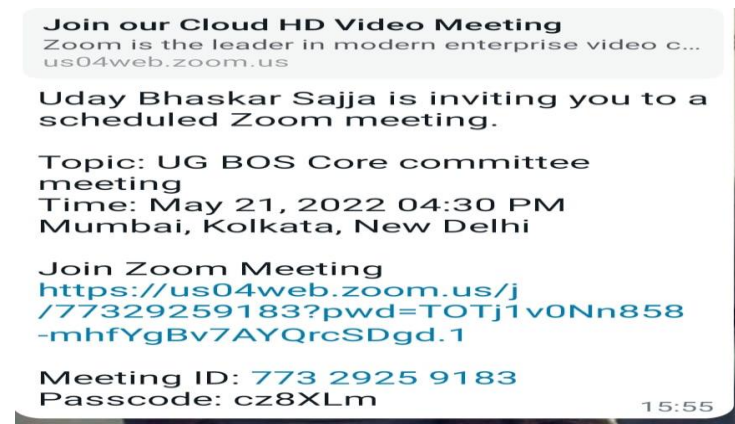 Join our Cloud HD Video Meeting
Zoom is the leader in modern enterprise video c...
us04web.zoom.us
Uday Bhaskar Sajja is inviting you to a
scheduled Zoom meeting.
Topic: UG BOS Core committee
meeting
Time: May 21, 2022 04:30 PM
Mumbai, Kolkata, New Delhi
Join Zoom Meeting
https://us04web.zoom.us/j
/77329259183?pwd=TOTj1v0Nn858
-mhfYgBv7AYQrcSDgd.1
Meeting ID: 773 2925 9183
Passcode: cz8XLm
15:55